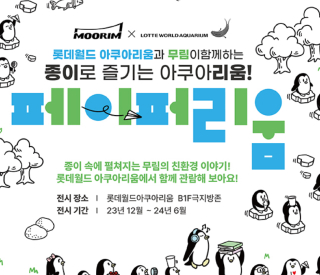 MOORIM × LOTTE WORLD AQUARIUM
롯데월드 아쿠아리움과 무림이함께하는
종이로 즐기는 아쿠아리움!
페이퍼리움
종이 속에 펼쳐지는 무림의 친환경 이야기!
롯데월드 아쿠아리움에서 함께 관람해 보아요!
전시 장소 ㅣ 롯데월드아쿠아리움 B1F극지방존
전시 기간 ㅣ 23년 12월 ~ 24년 6월